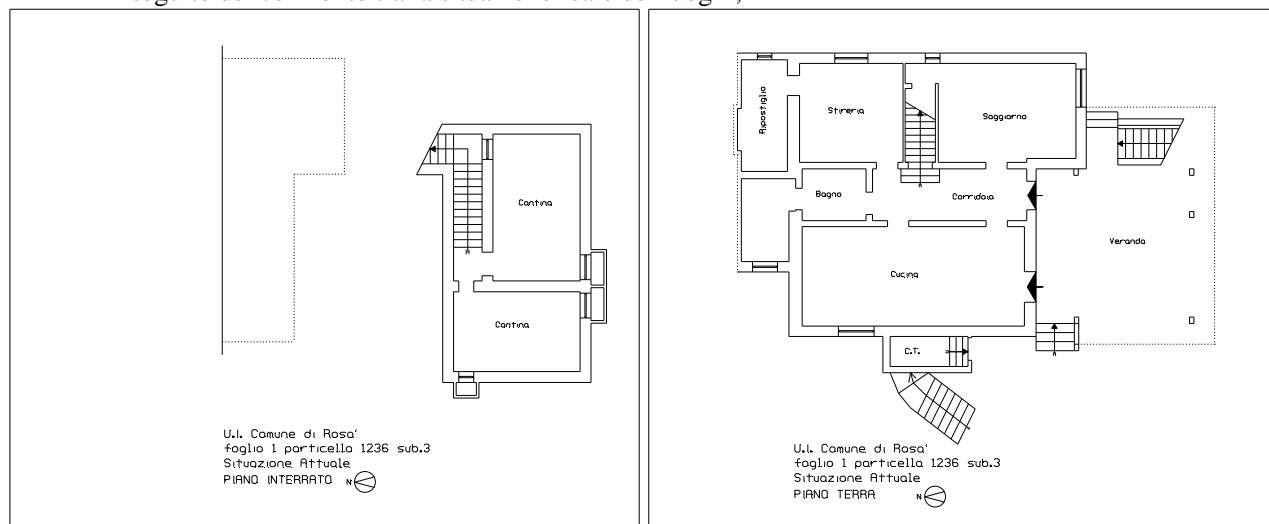 Cantina
Cantina
U.I. Comune di Rosa'
foglio 1 particella 1236 sub.3
Situazione Attuale
PIANO INTERRATO N
Ripostiglio
Stireria
Soggiorno
Bagno
Corridoio
Veranda
Cucina
C.T.
U.I. Comune di Rosa'
foglio 1 particella 1236 sub.3
Situazione Attuale
PIANO TERRA N